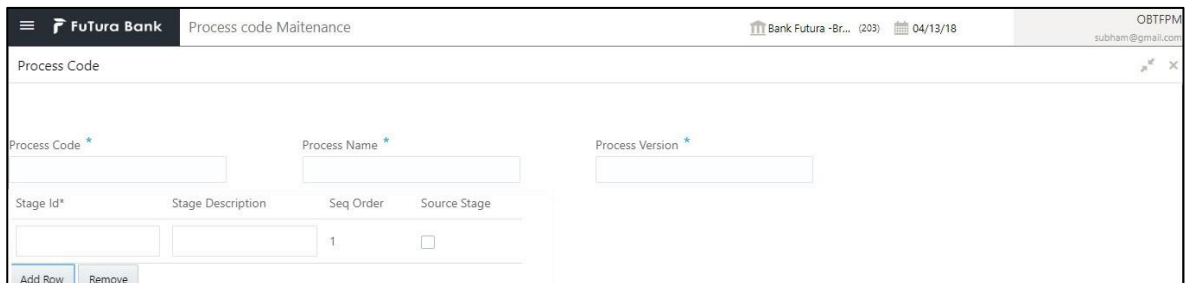 FuTura Bank Process code Maitenance Bank Futura -Br... (203) 04/13/18 OBTFPM
subham@gmail.com
Process Code
Process Code * Process Name * Process Version *
Stage Id* Stage Description Seq Order Source Stage
1
Add Row Remove